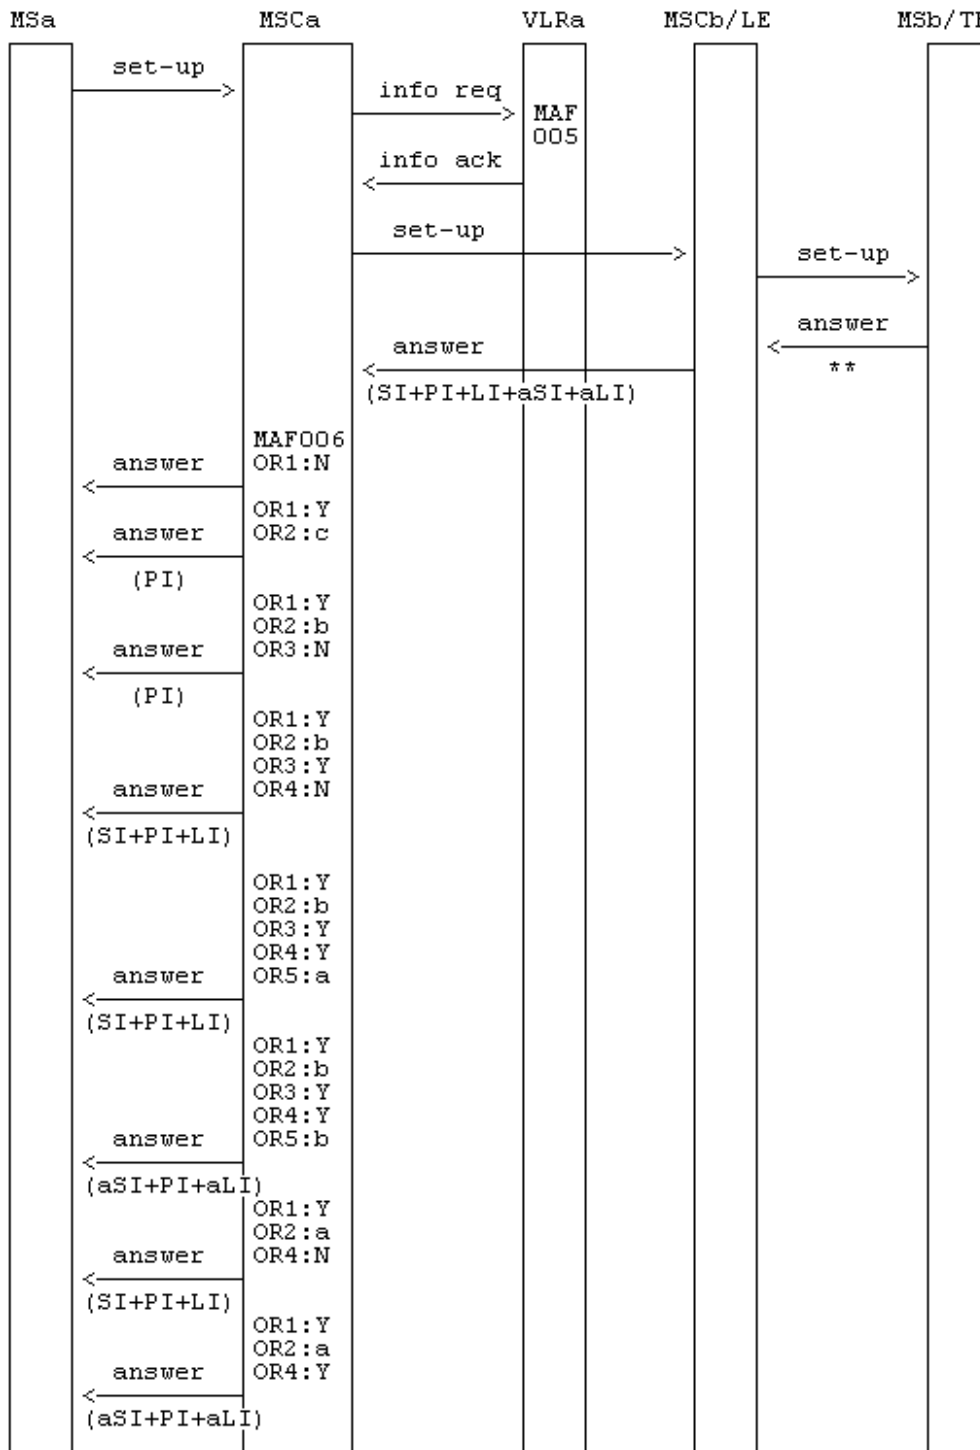 MSa MSCa VLRa MSCb/LE MSb/TE
set-up
info req
MAF
005
info ack
set-up
set-up
answer
**
answer
(SI+PI+LI+aSI+aLI)
MAF006
answer OR1:N
OR1:Y
answer OR2:c
(PI)
OR1:Y
OR2:b
answer OR3:N
(PI)
OR1:Y
OR2:b
OR3:Y
answer OR4:N
(SI+PI+LI)
OR1:Y
OR2:b
OR3:Y
OR4:Y
answer OR5:a
(SI+PI+LI)
OR1:Y
OR2:b
OR3:Y
OR4:Y
answer OR5:b
(aSI+PI+aLI)
OR1:Y
OR2:a
answer OR4:N
(SI+PI+LI)
OR1:Y
OR2:a
answer OR4:Y
(aSI+PI+aLI)